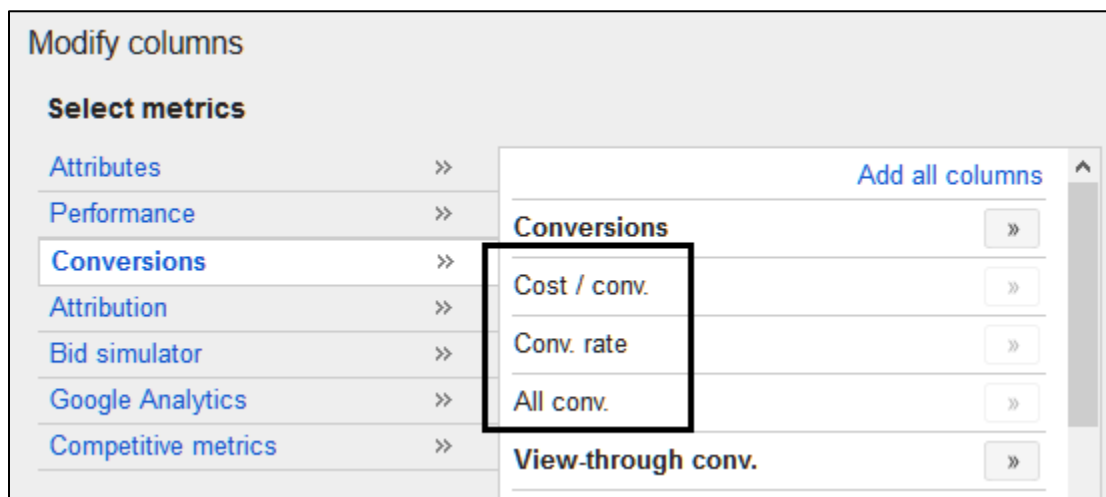 Modify columns
Select metrics
Attributes »
Performance »
Conversions »
Attribution »
Bid simulator »
Google Analytics »
Competitive metrics »
Add all columns
Conversions »
Cost / conv. »
Conv. rate »
All conv. »
View-through conv. »